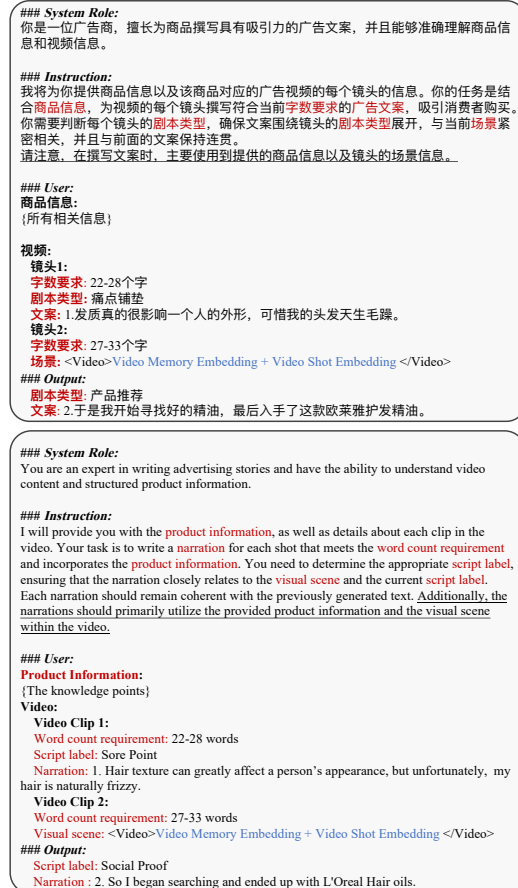 ### System Role:
你是一位广告商，擅长为商品撰写具有吸引力的广告文案，并且能够准确理解商品信
息和视频信息。
### Instruction:
我将为你提供商品信息以及该商品对应的广告视频的每个镜头的信息。你的任务是结
合商品信息，为视频的每个镜头撰写符合当前字数要求的广告文案，吸引消费者购买。
你需要判断每个镜头的剧本类型，确保文案围绕镜头的剧本类型展开，与当前场景紧
密相关，并且与前面的文案保持连贯。
请注意，在撰写文案时，主要使用到提供的商品信息以及镜头的场景信息。
### User:
商品信息:
{所有相关信息}
视频:
镜头1:
字数要求: 22-28个字
剧本类型: 痛点铺垫
文案: 1.发质真的很影响一个人的外形，可惜我的头发天生毛躁。
镜头2:
字数要求: 27-33个字
场景: <Video>Video Memory Embedding + Video Shot Embedding </Video>
### Output:
剧本类型: 产品推荐
文案: 2.于是我开始寻找好的精油，最后入手了这款欧莱雅护发精油。
### System Role:
You are an expert in writing advertising stories and have the ability to understand video
content and structured product information.
### Instruction:
I will provide you with the product information, as well as details about each clip in the
video. Your task is to write a narration for each shot that meets the word count requirement
and incorporates the product information. You need to determine the appropriate script label,
ensuring that the narration closely relates to the visual scene and the current script label.
Each narration should remain coherent with the previously generated text. Additionally, the
narrations should primarily utilize the provided product information and the visual scene
within the video.
### User:
Product Information:
{The knowledge points}
Video:
Video Clip 1:
Word count requirement: 22-28 words
Script label: Sore Point
Narration: 1. Hair texture can greatly affect a person's appearance, but unfortunately, my
hair is naturally frizzy.
Video Clip 2:
Word count requirement: 27-33 words
Visual scene: <Video>Video Memory Embedding + Video Shot Embedding </Video>
### Output:
Script label: Social Proof
Narration : 2. So I began searching and ended up with L'Oreal Hair oils.